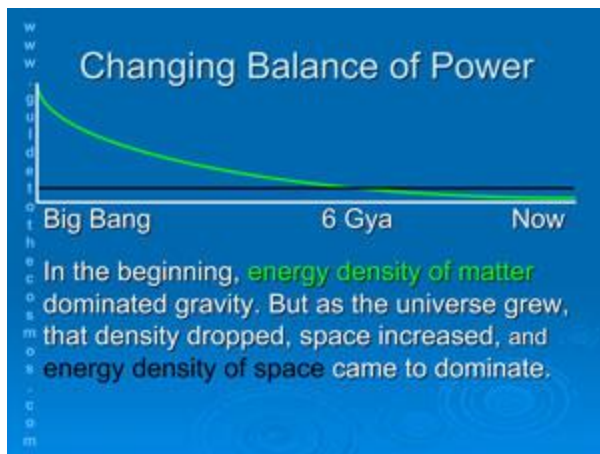 www.guidetothecosmos.com
Changing Balance of Power
Big Bang 6 Gya Now
In the beginning, energy density of matter
dominated gravity. But as the universe grew,
that density dropped, space increased, and
energy density of space came to dominate.